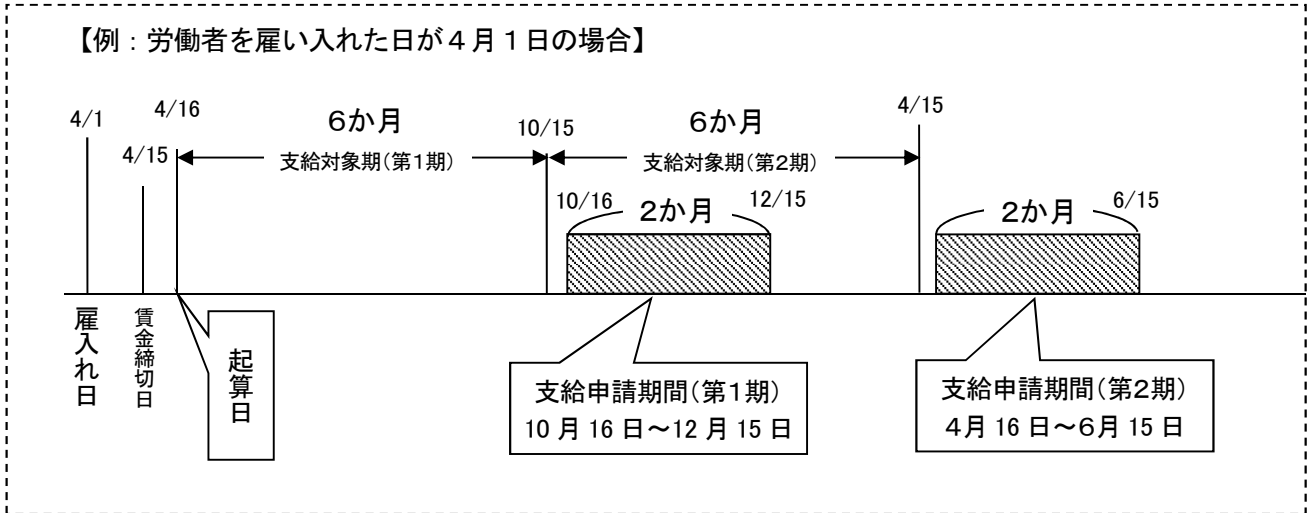 【例：労働者を雇い入れた日が４月１日の場合】
4/1
4/15
4/16
６か月
支給対象期(第１期)
10/15
６か月
支給対象期(第２期)
4/15
10/16
２か月
12/15
２か月
6/15
雇入れ日
賃金締切日
起算日
支給申請期間(第１期)
10 月 16 日～12 月 15 日
支給申請期間(第２期)
４月 16 日～６月 15 日